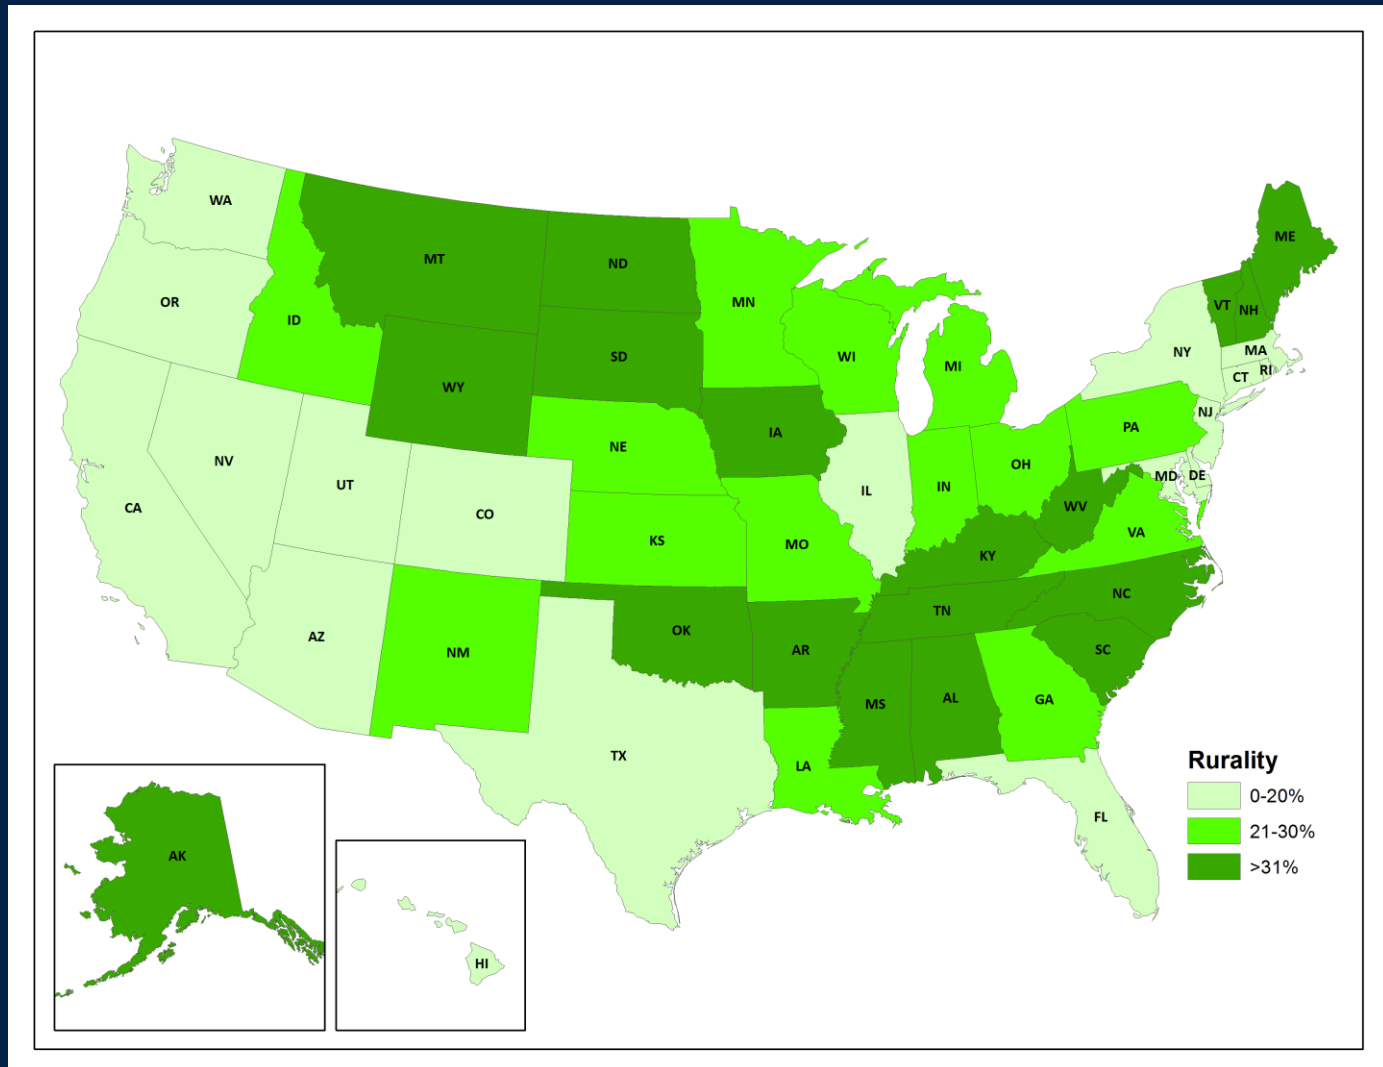 WA
MT
ND
ME
OR
ID
MN
VT
NH
SD
WI
NY
MA
MI
CT
RI
WY
NJ
IA
PA
NE
NV
OH
UT
IN
IL
MD
DE
CA
CO
WV
KS
MO
VA
KY
NC
TN
AZ
NM
OK
AR
SC
MS
AL
GA
TX
LA
FL
Rurality
0-20%
21-30%
>31%
AK
HI